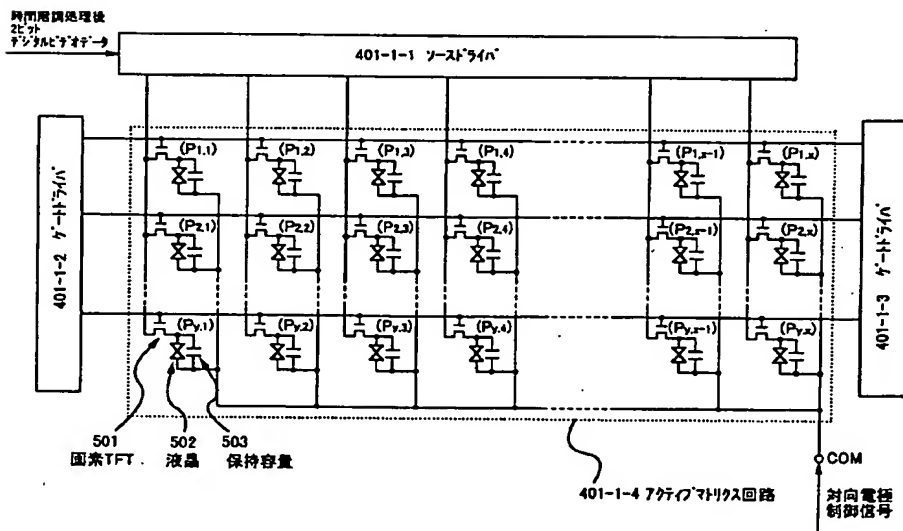 時間階調処理後
2ビット
デジタルビデオデータ
401-1-1 ソースドライバ
401-1-2 ゲートドライバ
401-1-3 ゲートドライバ
(P1,1) (P1,2) (P1,3) (P1,4) (P1,x-1) (P1,x)
(P2,1) (P2,2) (P2,3) (P2,4) (P2,x-1) (P2,x)
(Py,1) (Py,2) (Py,3) (Py,4) (Py,x-1) (Py,x)
501
画素TFT
502
液晶
503
保持容量
401-1-4 アクティブマトリクス回路
COM
対向電極
制御信号